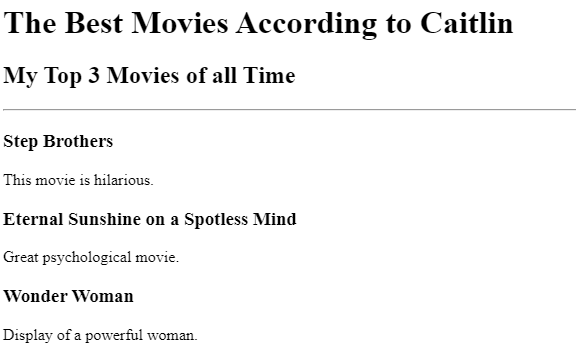 The Best Movies According to Caitlin
My Top 3 Movies of all Time
Step Brothers
This movie is hilarious.
Eternal Sunshine on a Spotless Mind
Great psychological movie.
Wonder Woman
Display of a powerful woman.